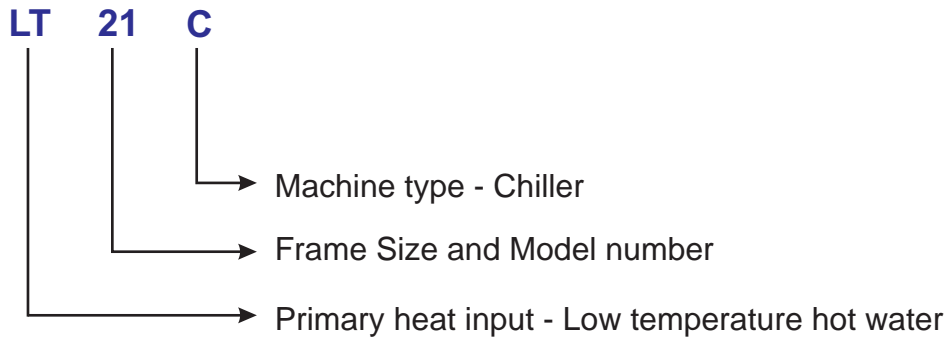 LT 21 C
Machine type - Chiller
Frame Size and Model number
Primary heat input - Low temperature hot water